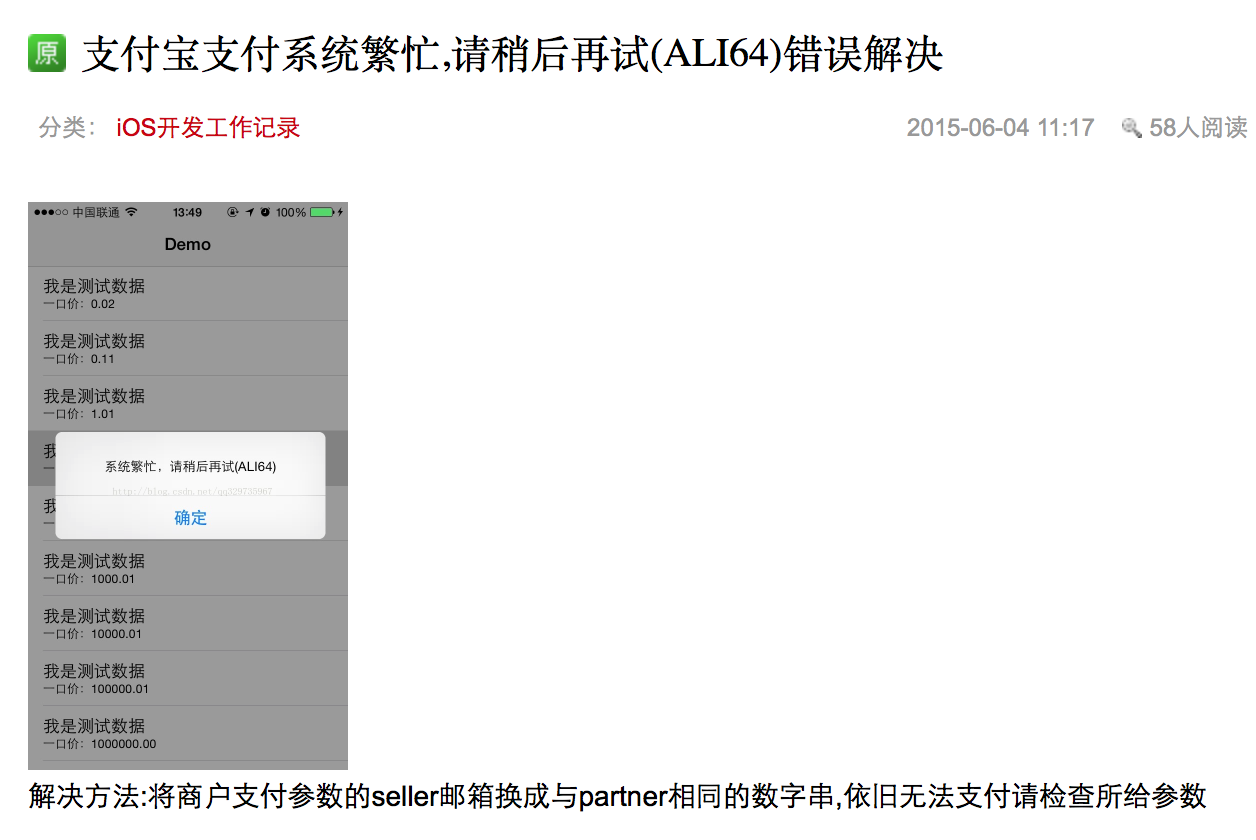 原 支付宝支付系统繁忙,请稍后再试(ALI64)错误解决
分类： iOS开发工作记录 2015-06-04 11:17 58人阅读
中国联通 13:49 100%
Demo
我是测试数据
一口价：0.02
我是测试数据
一口价：0.11
我是测试数据
一口价：1.01
我
系统繁忙，请稍后再试(ALI64)
http://blog.csdn.net/qq329735967
我
确定
我是测试数据
一口价：1000.01
我是测试数据
一口价：10000.01
我是测试数据
一口价：100000.01
我是测试数据
一口价：1000000.00
解决方法:将商户支付参数的seller邮箱换成与partner相同的数字串,依旧无法支付请检查所给参数